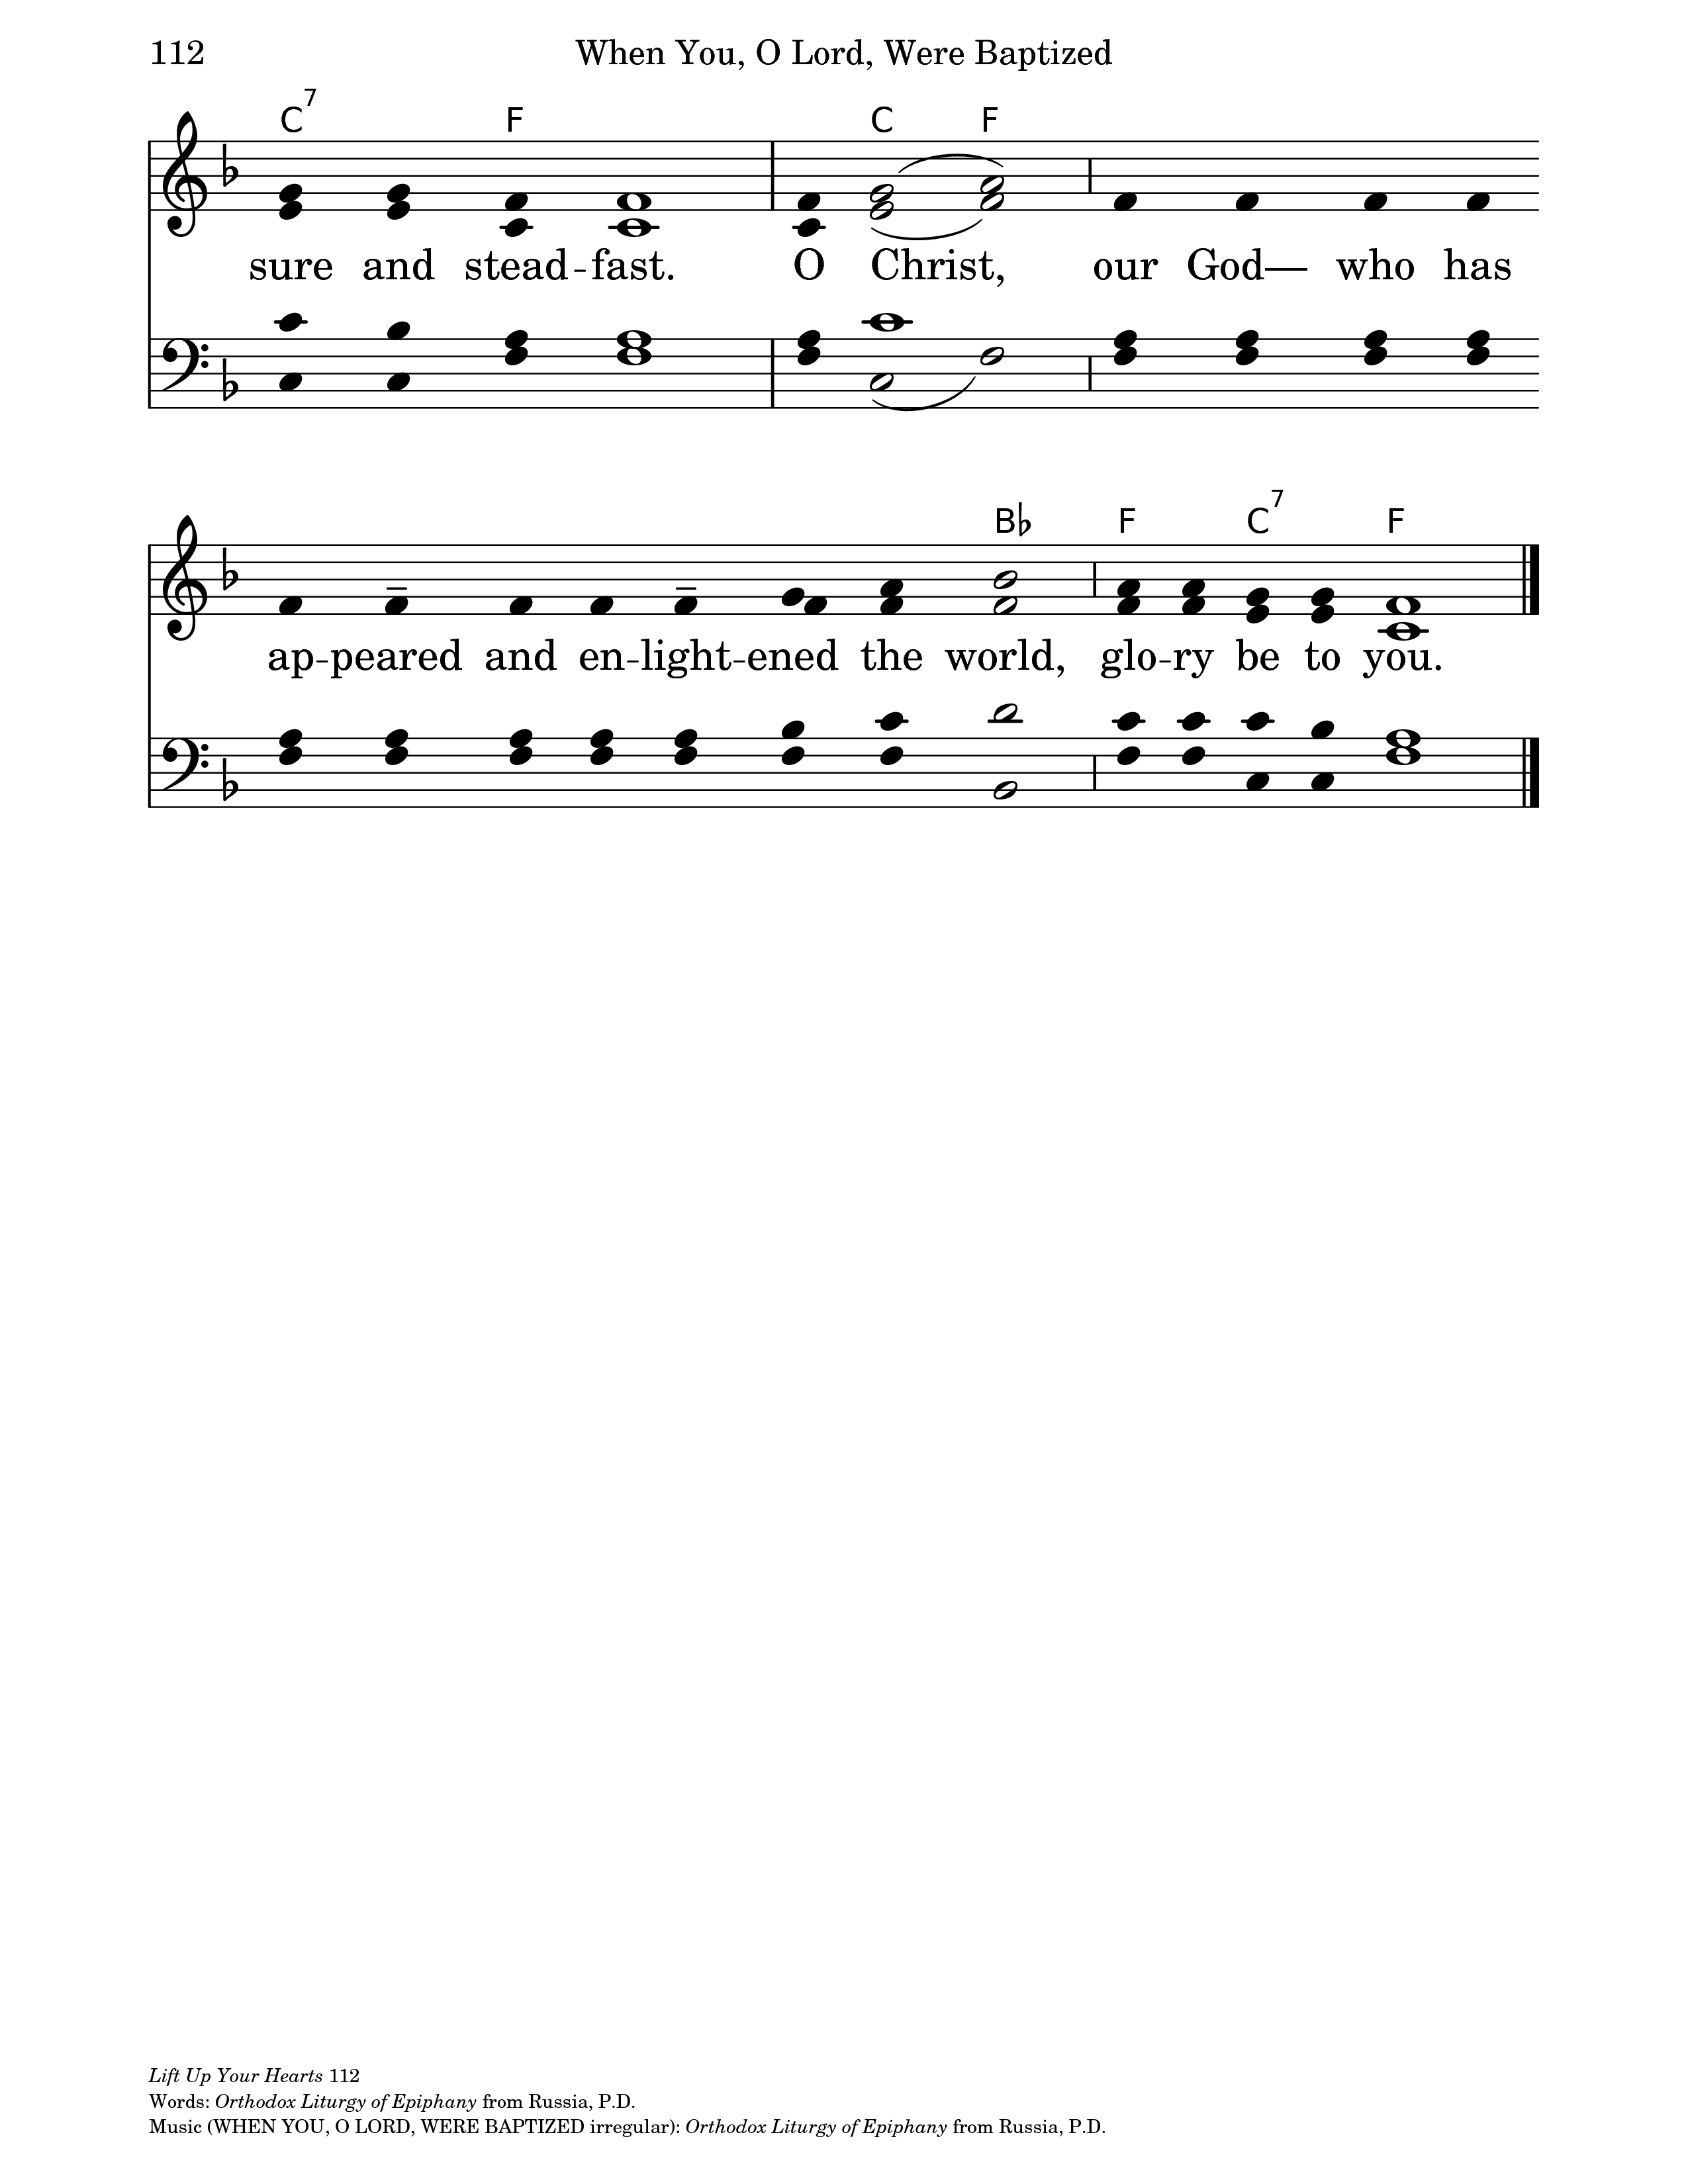 112 When You, O Lord, Were Baptized
C7 F C F
sure and stead -- fast. O Christ, our God— who has
B♭ F C7 F
ap -- peared and en -- light -- ened the world, glo -- ry be to you.
Lift Up Your Hearts 112
Words: Orthodox Liturgy of Epiphany from Russia, P.D.
Music (WHEN YOU, O LORD, WERE BAPTIZED irregular): Orthodox Liturgy of Epiphany from Russia, P.D.